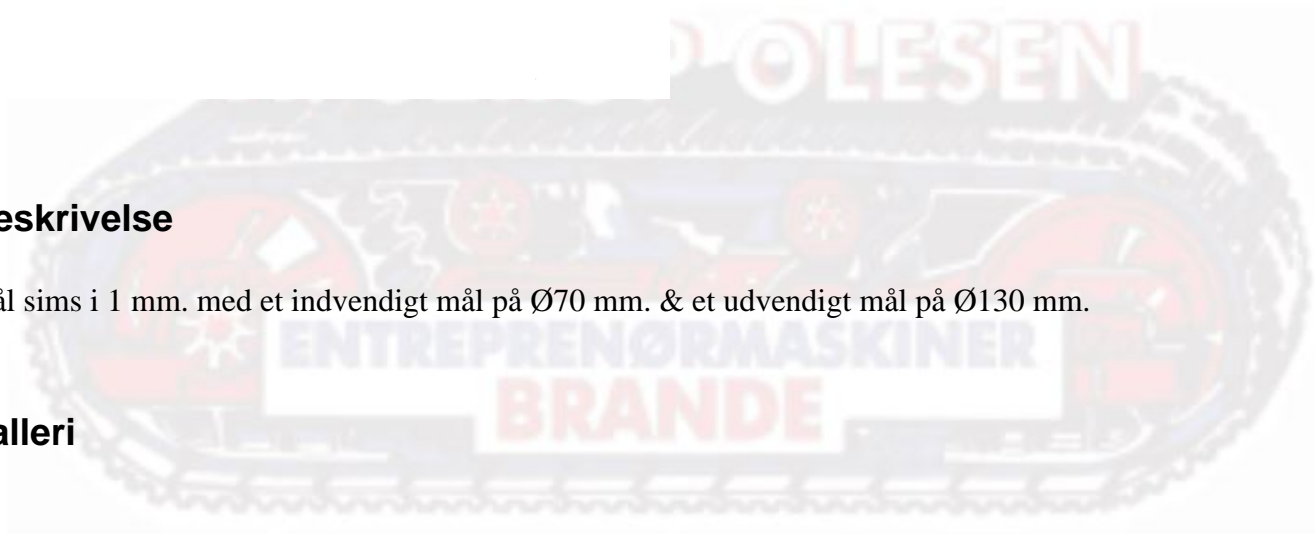 P OLESEN
eskrivelse
ål sims i 1 mm. med et indvendigt mål på Ø70 mm. & et udvendigt mål på Ø130 mm.
ENTREPRENØRMASKINER
BRANDE
alleri